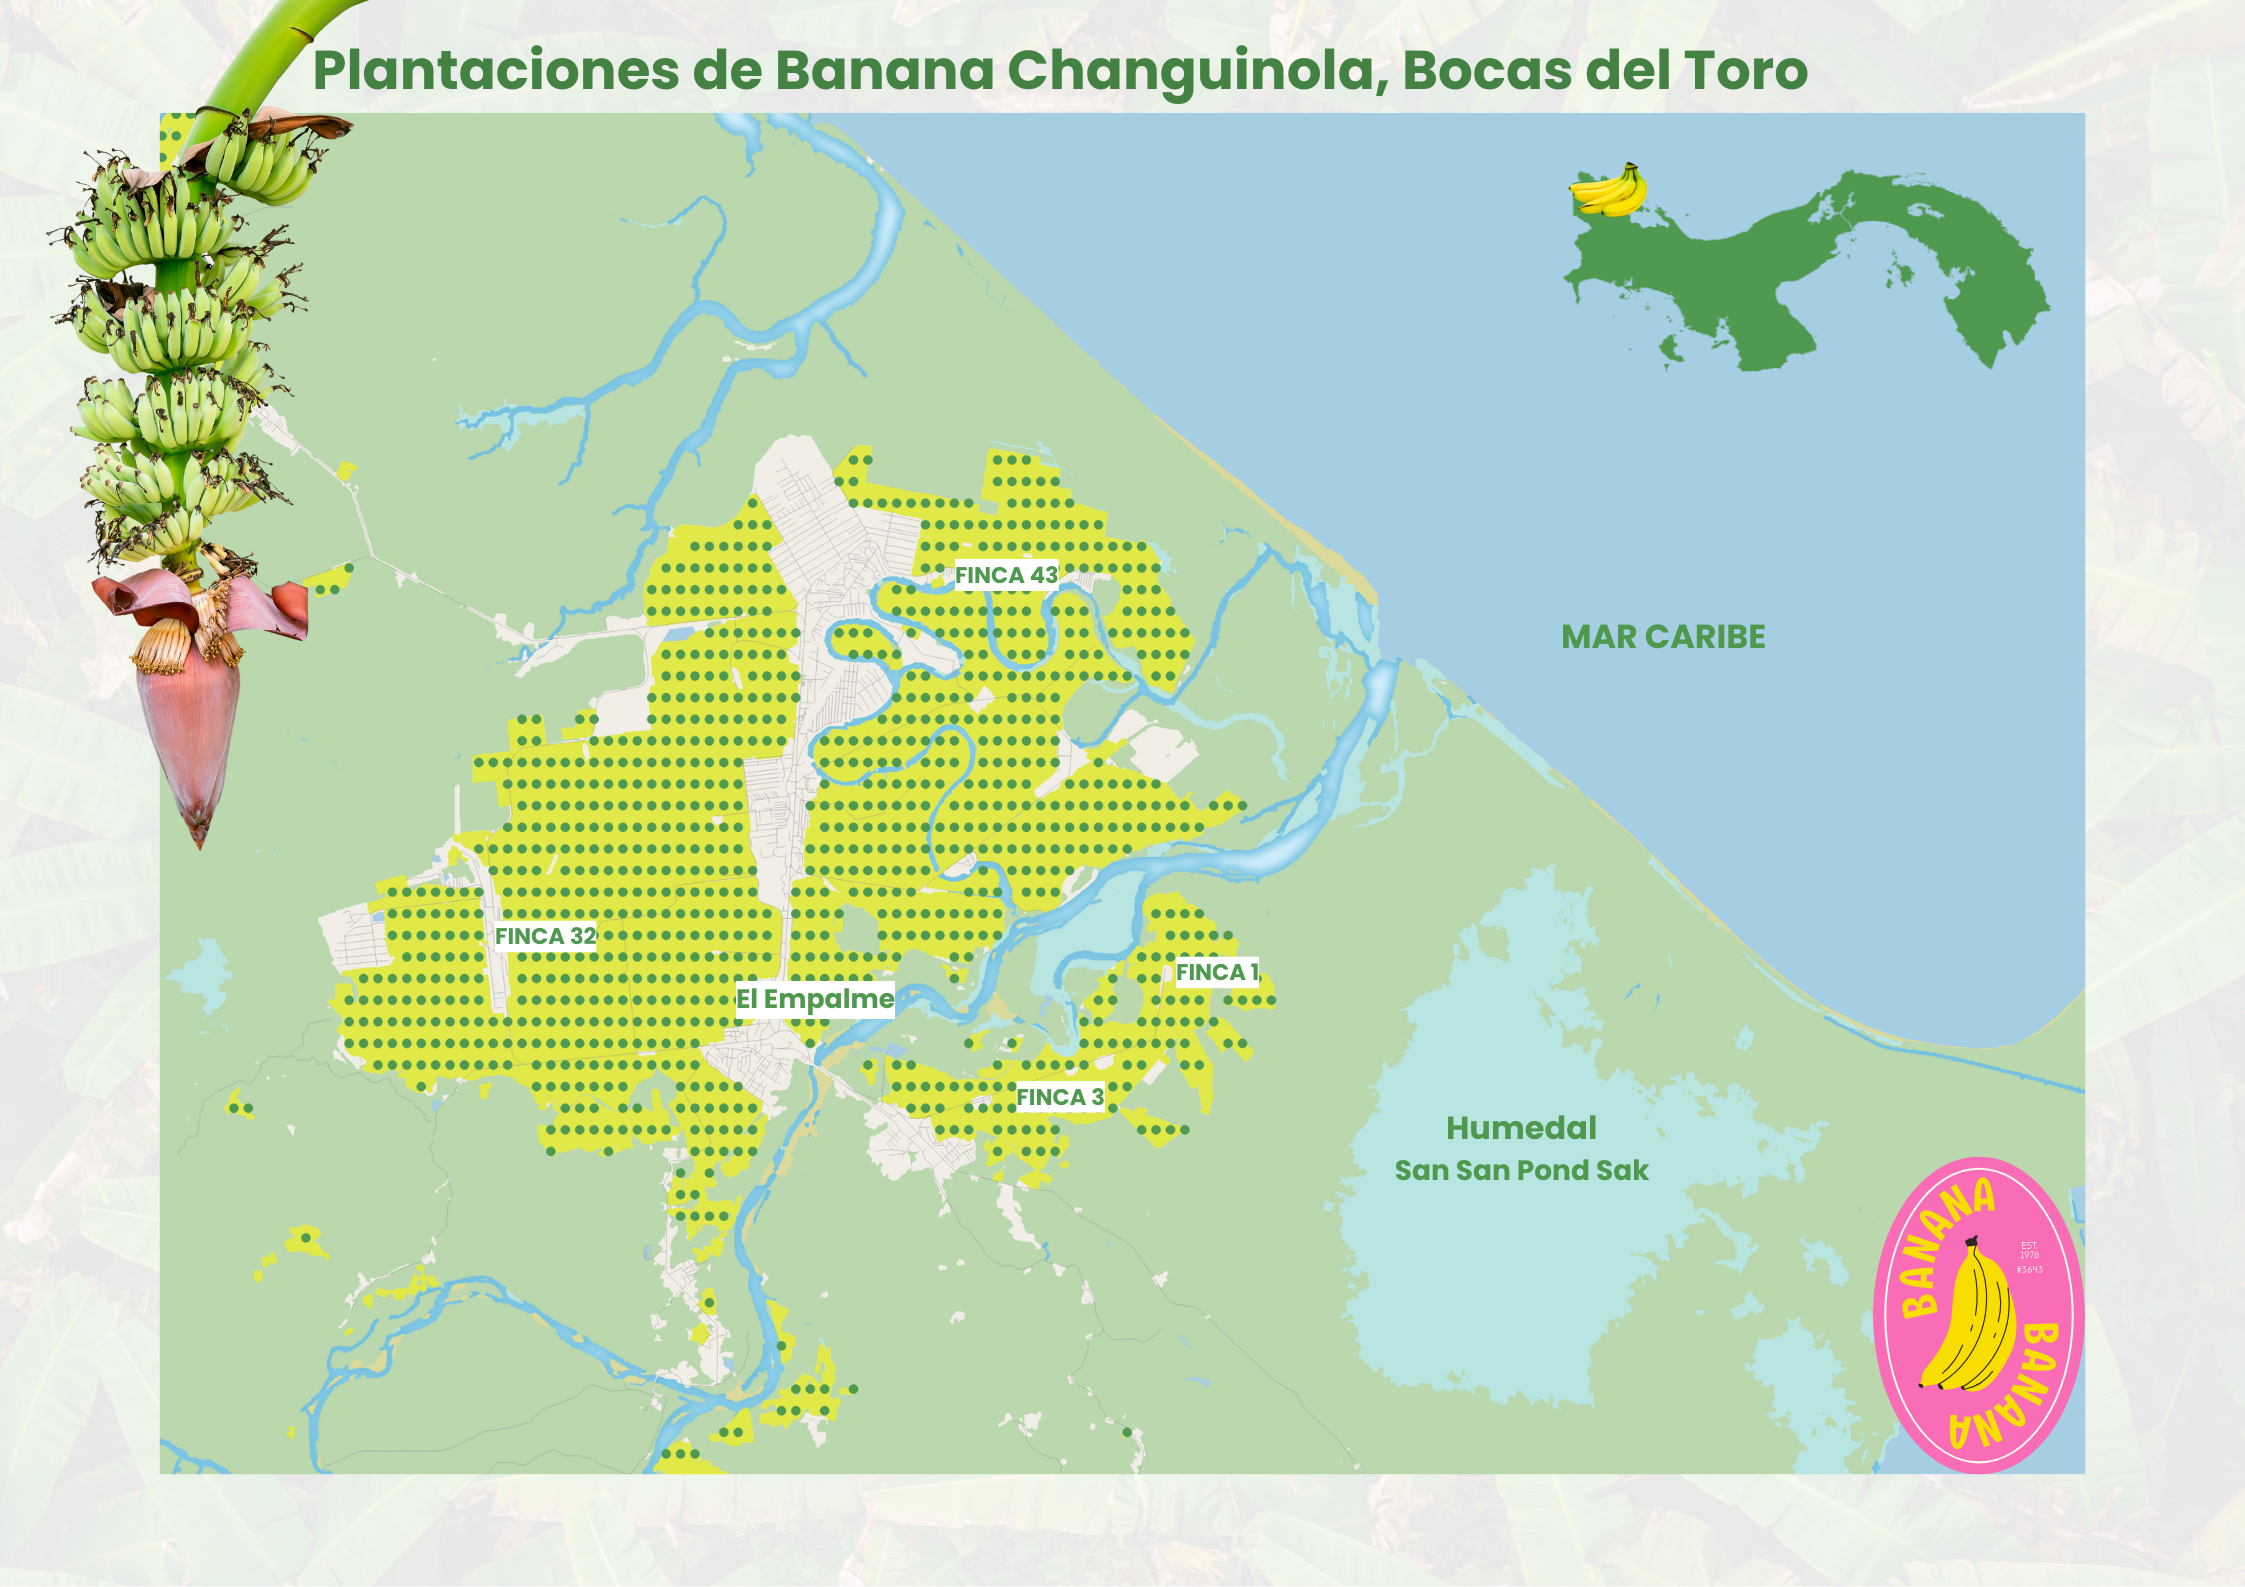 Plantaciones de Banana Changuinola, Bocas del Toro
FINCA 43
MAR CARIBE
FINCA 32
FINCA 1
El Empalme
FINCA 3
Humedal
San San Pond Sak
BANANA
EST.
1978
#3643
BANANA